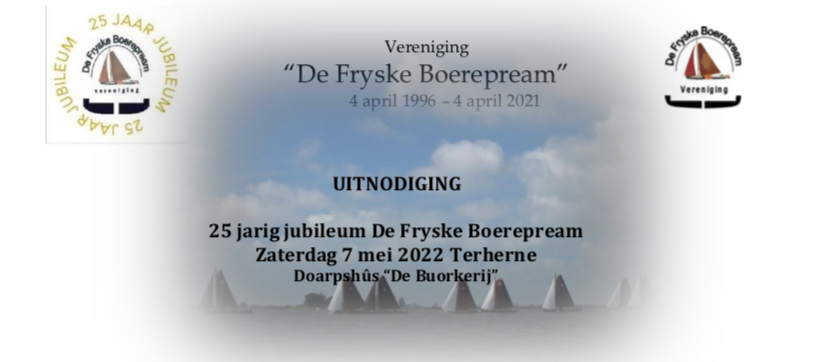 25 JAAR JUBILEUM
25 JAAR JUBILEUM
De Fryske Boerepream
vereniging
Vereniging
“De Fryske Boerepream”
4 april 1996 – 4 april 2021
De Fryske Boerepream
Vereniging
UITNODIGING
25 jarig jubileum De Fryske Boerepream
Zaterdag 7 mei 2022 Terherne
Doarpshûs “De Buorkerij”